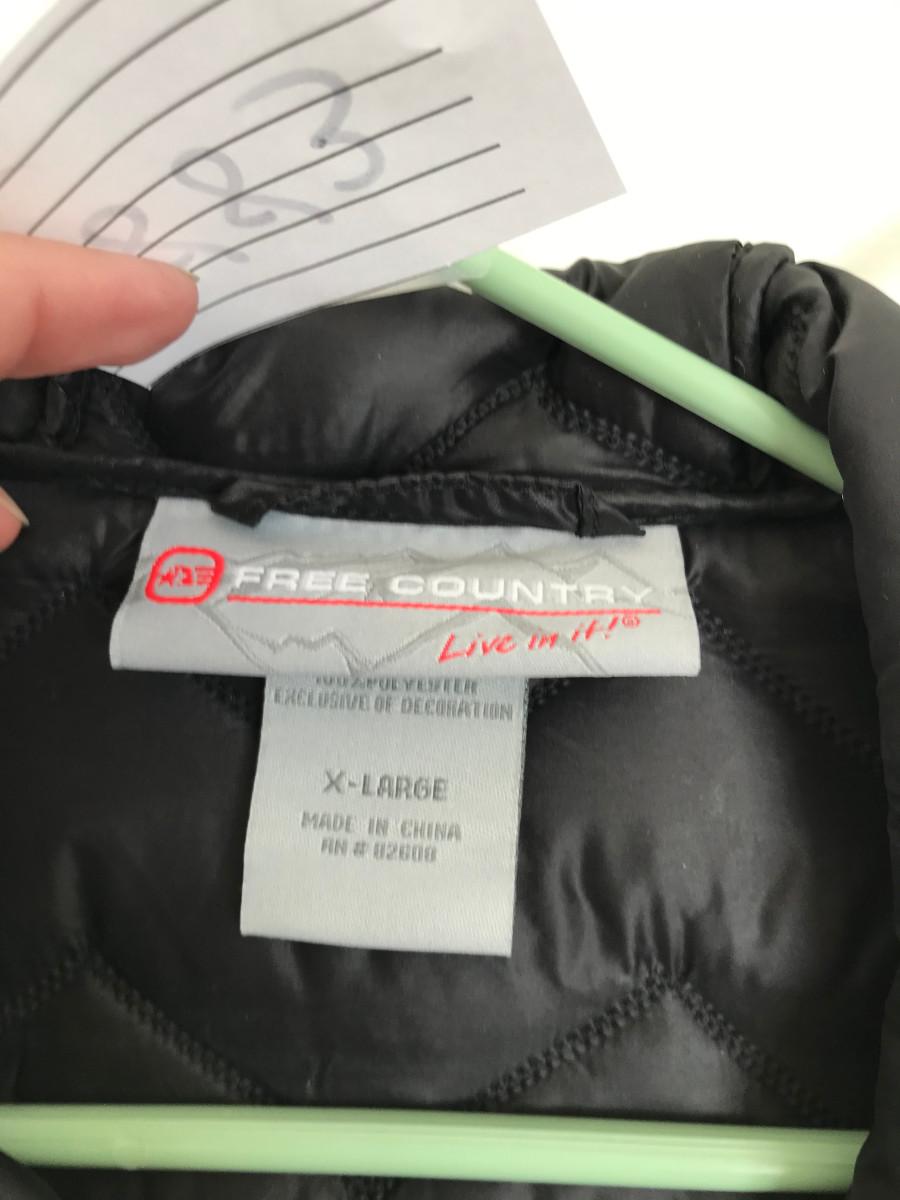 FREE COUNTRY
Live in it!®
100% POLYESTER
EXCLUSIVE OF DECORATION
X-LARGE
MADE IN CHINA
RN # 82608